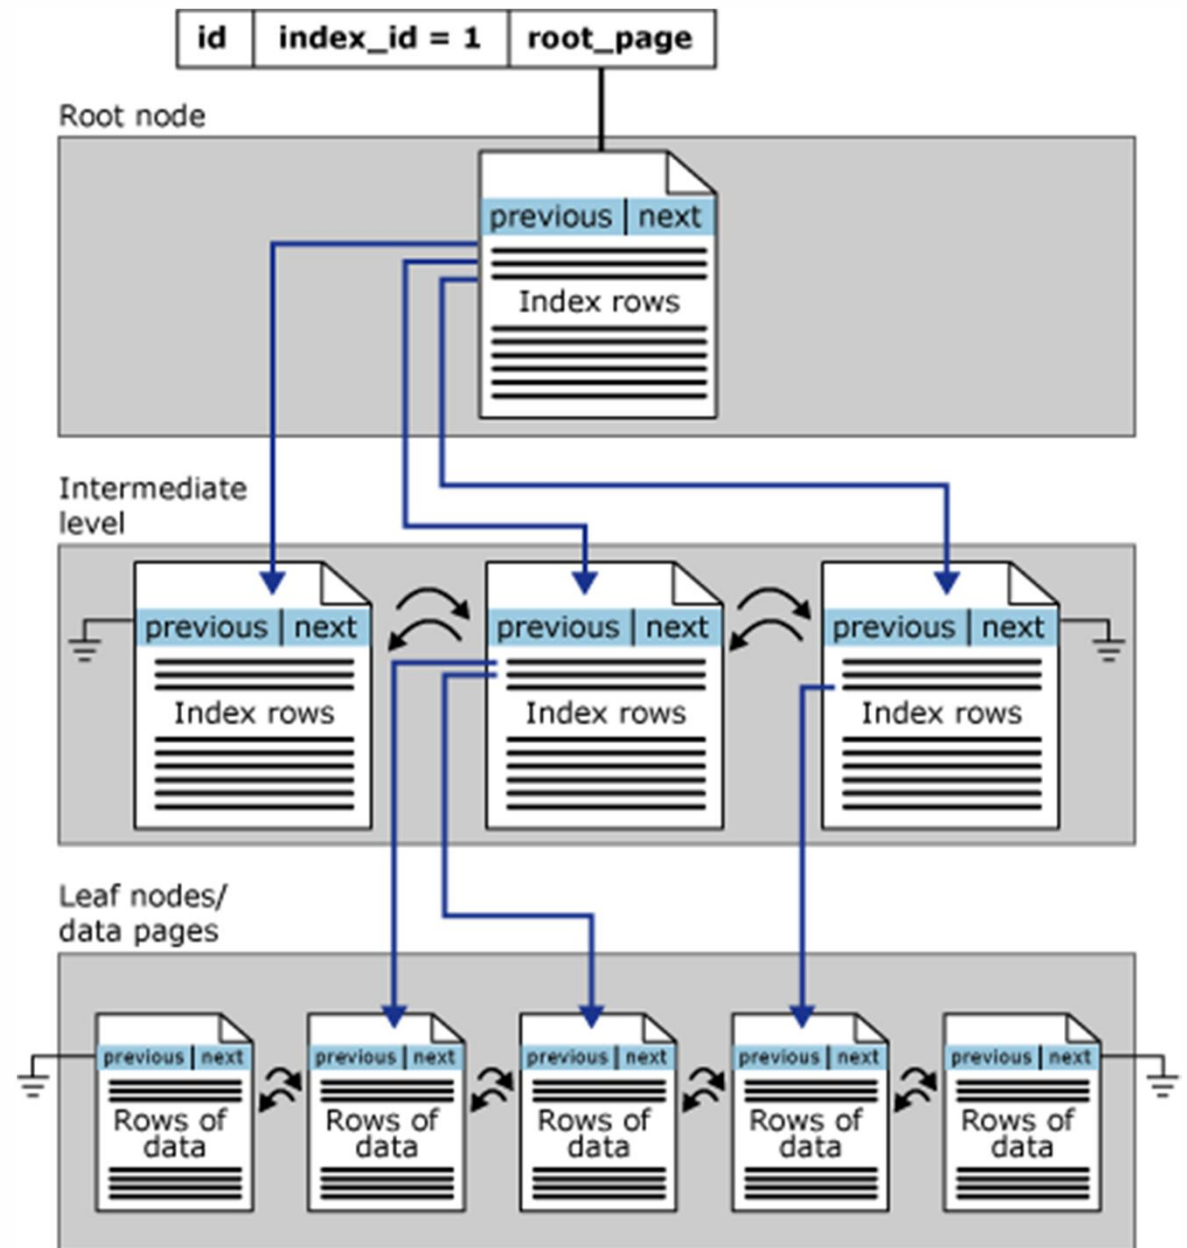 id index_id = 1 root_page
Root node
previous next
Index rows
Intermediate
level
previous next previous next previous next
Index rows Index rows Index rows
Leaf nodes/
data pages
previous next previous next previous next previous next previous next
Rows of Rows of Rows of Rows of Rows of
data data data data data